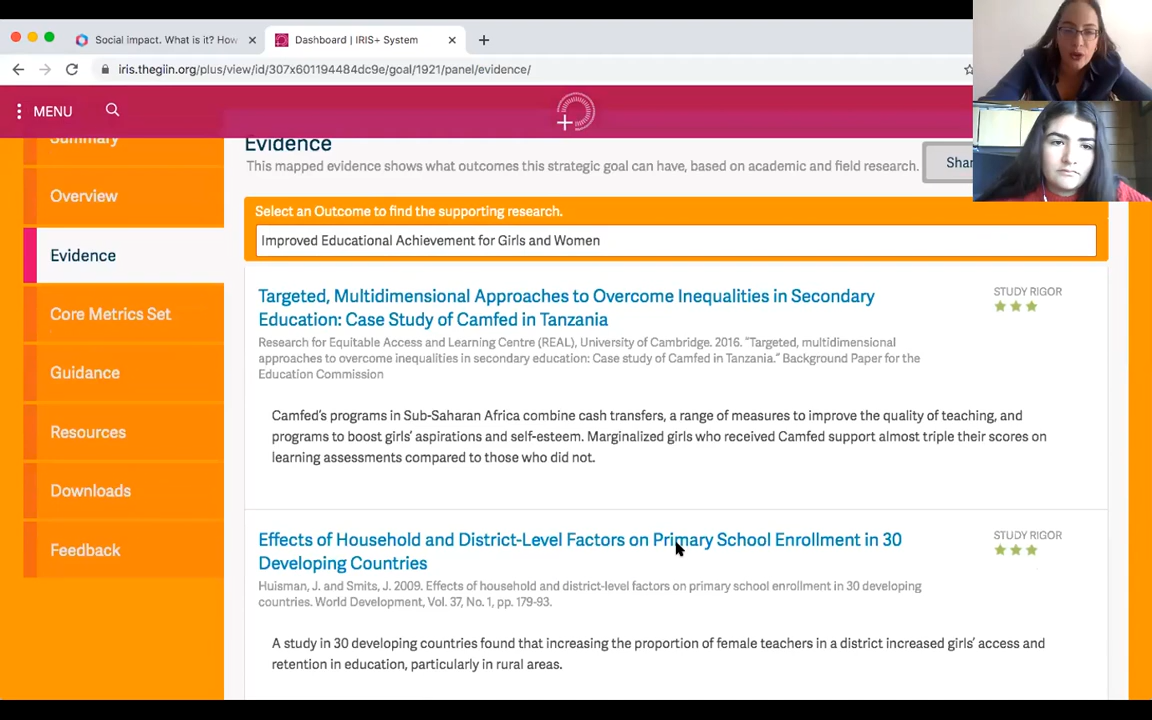 Social impact. What is it? How
Dashboard | IRIS+ System
iris.thegiin.org/plus/view/id/307x601194484dc9e/goal/1921/panel/evidence/
MENU
Summary
Overview
Evidence
Core Metrics Set
Guidance
Resources
Downloads
Feedback
Evidence
This mapped evidence shows what outcomes this strategic goal can have, based on academic and field research.
Shar
Select an Outcome to find the supporting research.
Improved Educational Achievement for Girls and Women
Targeted, Multidimensional Approaches to Overcome Inequalities in Secondary
Education: Case Study of Camfed in Tanzania
STUDY RIGOR
Research for Equitable Access and Learning Centre (REAL), University of Cambridge. 2016. "Targeted, multidimensional
approaches to overcome inequalities in secondary education: Case study of Camfed in Tanzania." Background Paper for the
Education Commission
Camfed's programs in Sub-Saharan Africa combine cash transfers, a range of measures to improve the quality of teaching, and
programs to boost girls' aspirations and self-esteem. Marginalized girls who received Camfed support almost triple their scores on
learning assessments compared to those who did not.
Effects of Household and District-Level Factors on Primary School Enrollment in 30
Developing Countries
STUDY RIGOR
Huisman, J. and Smits, J. 2009. Effects of household and district-level factors on primary school enrollment in 30 developing
countries. World Development, Vol. 37, No. 1, pp. 179-93.
A study in 30 developing countries found that increasing the proportion of female teachers in a district increased girls' access and
retention in education, particularly in rural areas.